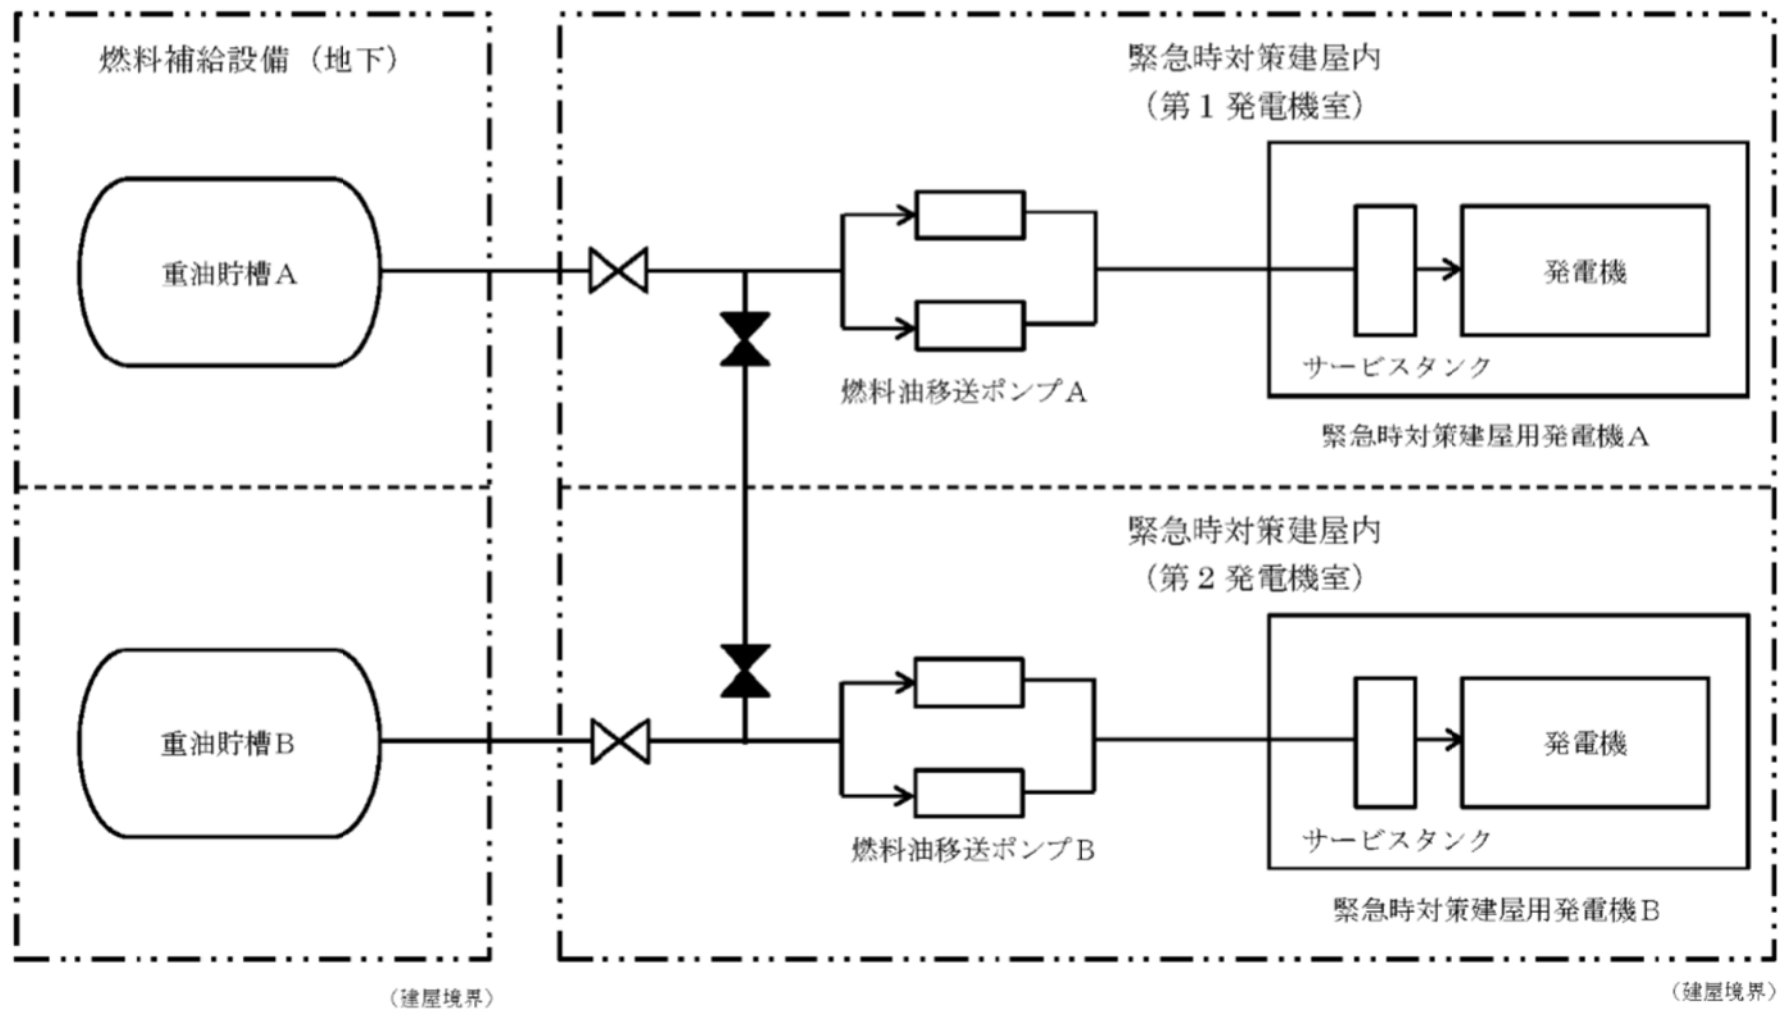 燃料補給設備（地下）
緊急時対策建屋内
（第１発電機室）
重油貯槽Ａ
発電機
サービスタンク
燃料油移送ポンプＡ
緊急時対策建屋用発電機Ａ
緊急時対策建屋内
（第２発電機室）
重油貯槽Ｂ
発電機
サービスタンク
燃料油移送ポンプＢ
緊急時対策建屋用発電機Ｂ
（建屋境界）
（建屋境界）